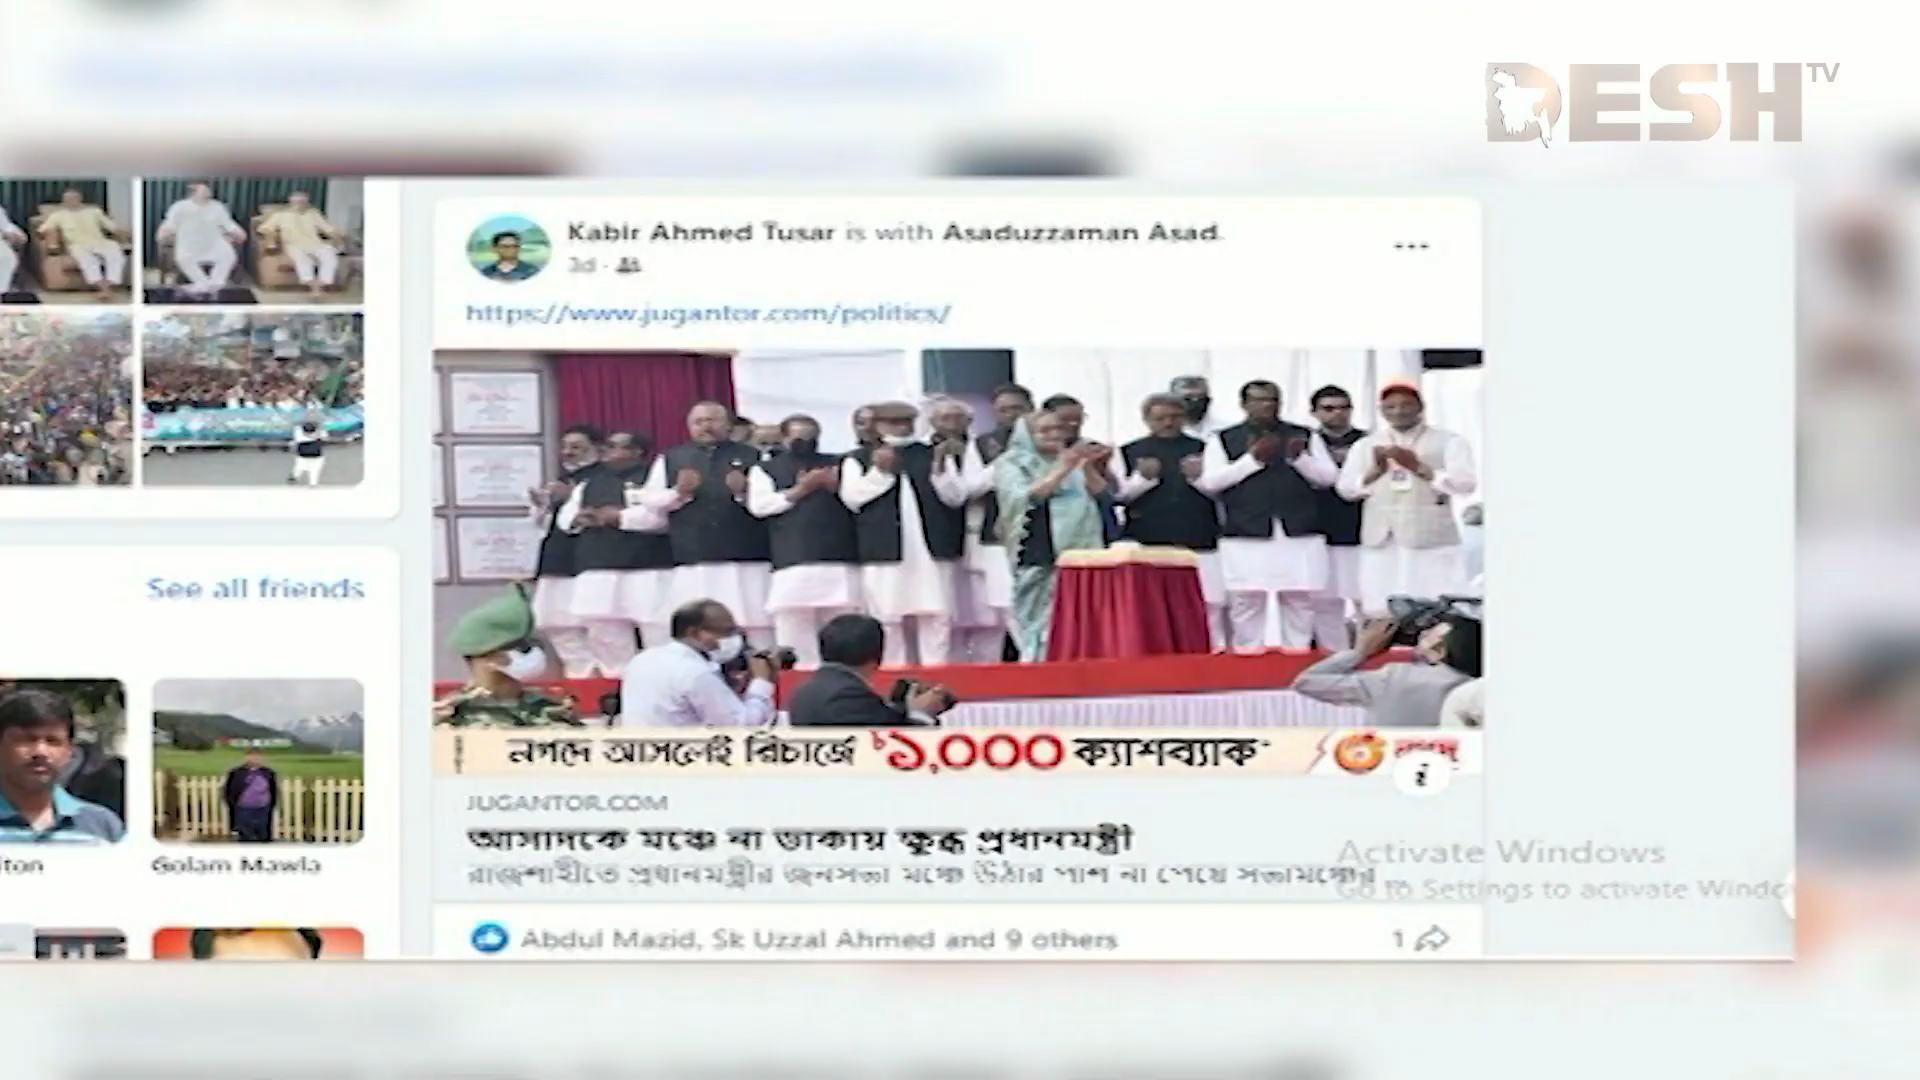 DESH TV
Kabir Ahmed Tusar is with Asaduzzaman Asad.
3d
https://www.jugantor.com/politics/
See all friends
নগদে আসলেই রিচার্জে ৳১,০০০ ক্যাশব্যাক*
নগদ
JUGANTOR.COM
আসাদকে মঞ্চে না ডাকায় ক্ষুব্ধ প্রধানমন্ত্রী
রাজশাহীতে প্রধানমন্ত্রীর জনসভা মঞ্চে উঠার পাশ না পেয়ে সভামঞ্চের
Activate Windows
Go to Settings to activate Windo
iton
Golam Mawla
Abdul Mazid, Sk Uzzal Ahmed and 9 others
1